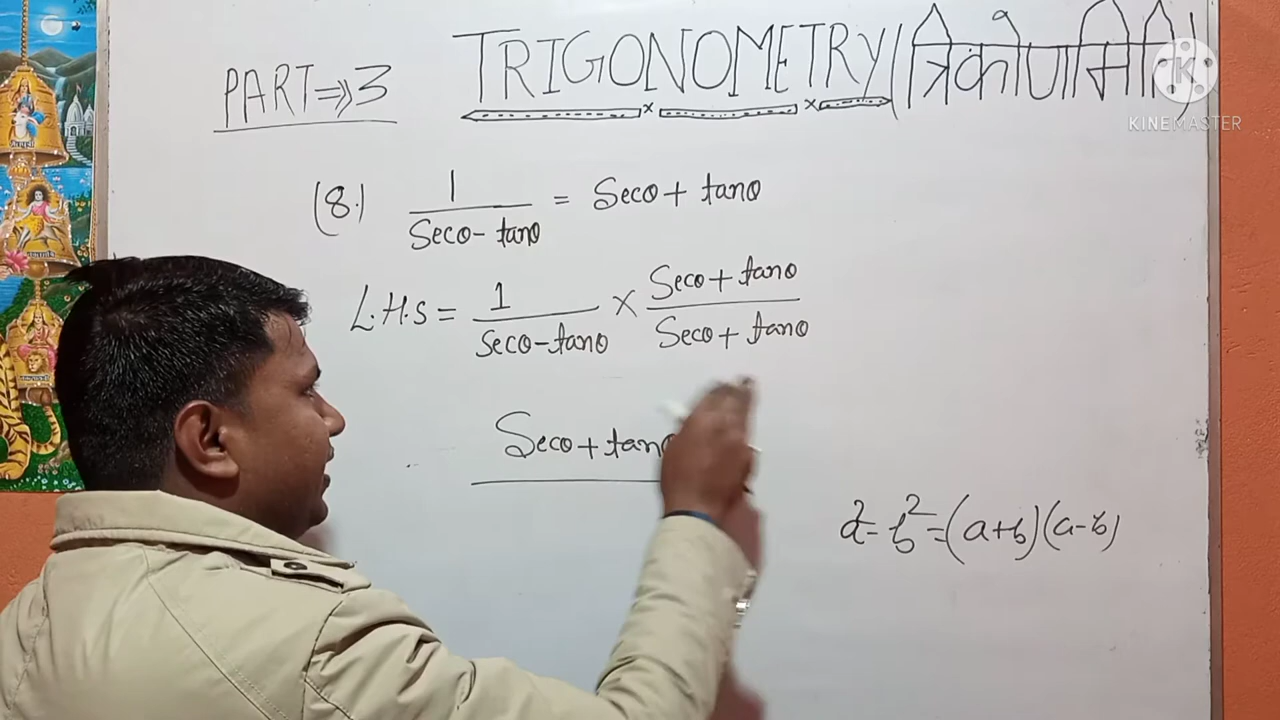 PART⇒3
TRIGONOMETRY (त्रिकोणमिति)
KINEMASTER
(8.) 1/(Secθ - tanθ) = Secθ + tanθ
L.H.S = 1/(Secθ - tanθ) × (Secθ + tanθ)/(Secθ + tanθ)
Secθ + tanθ
a² - b² = (a+b)(a-b)